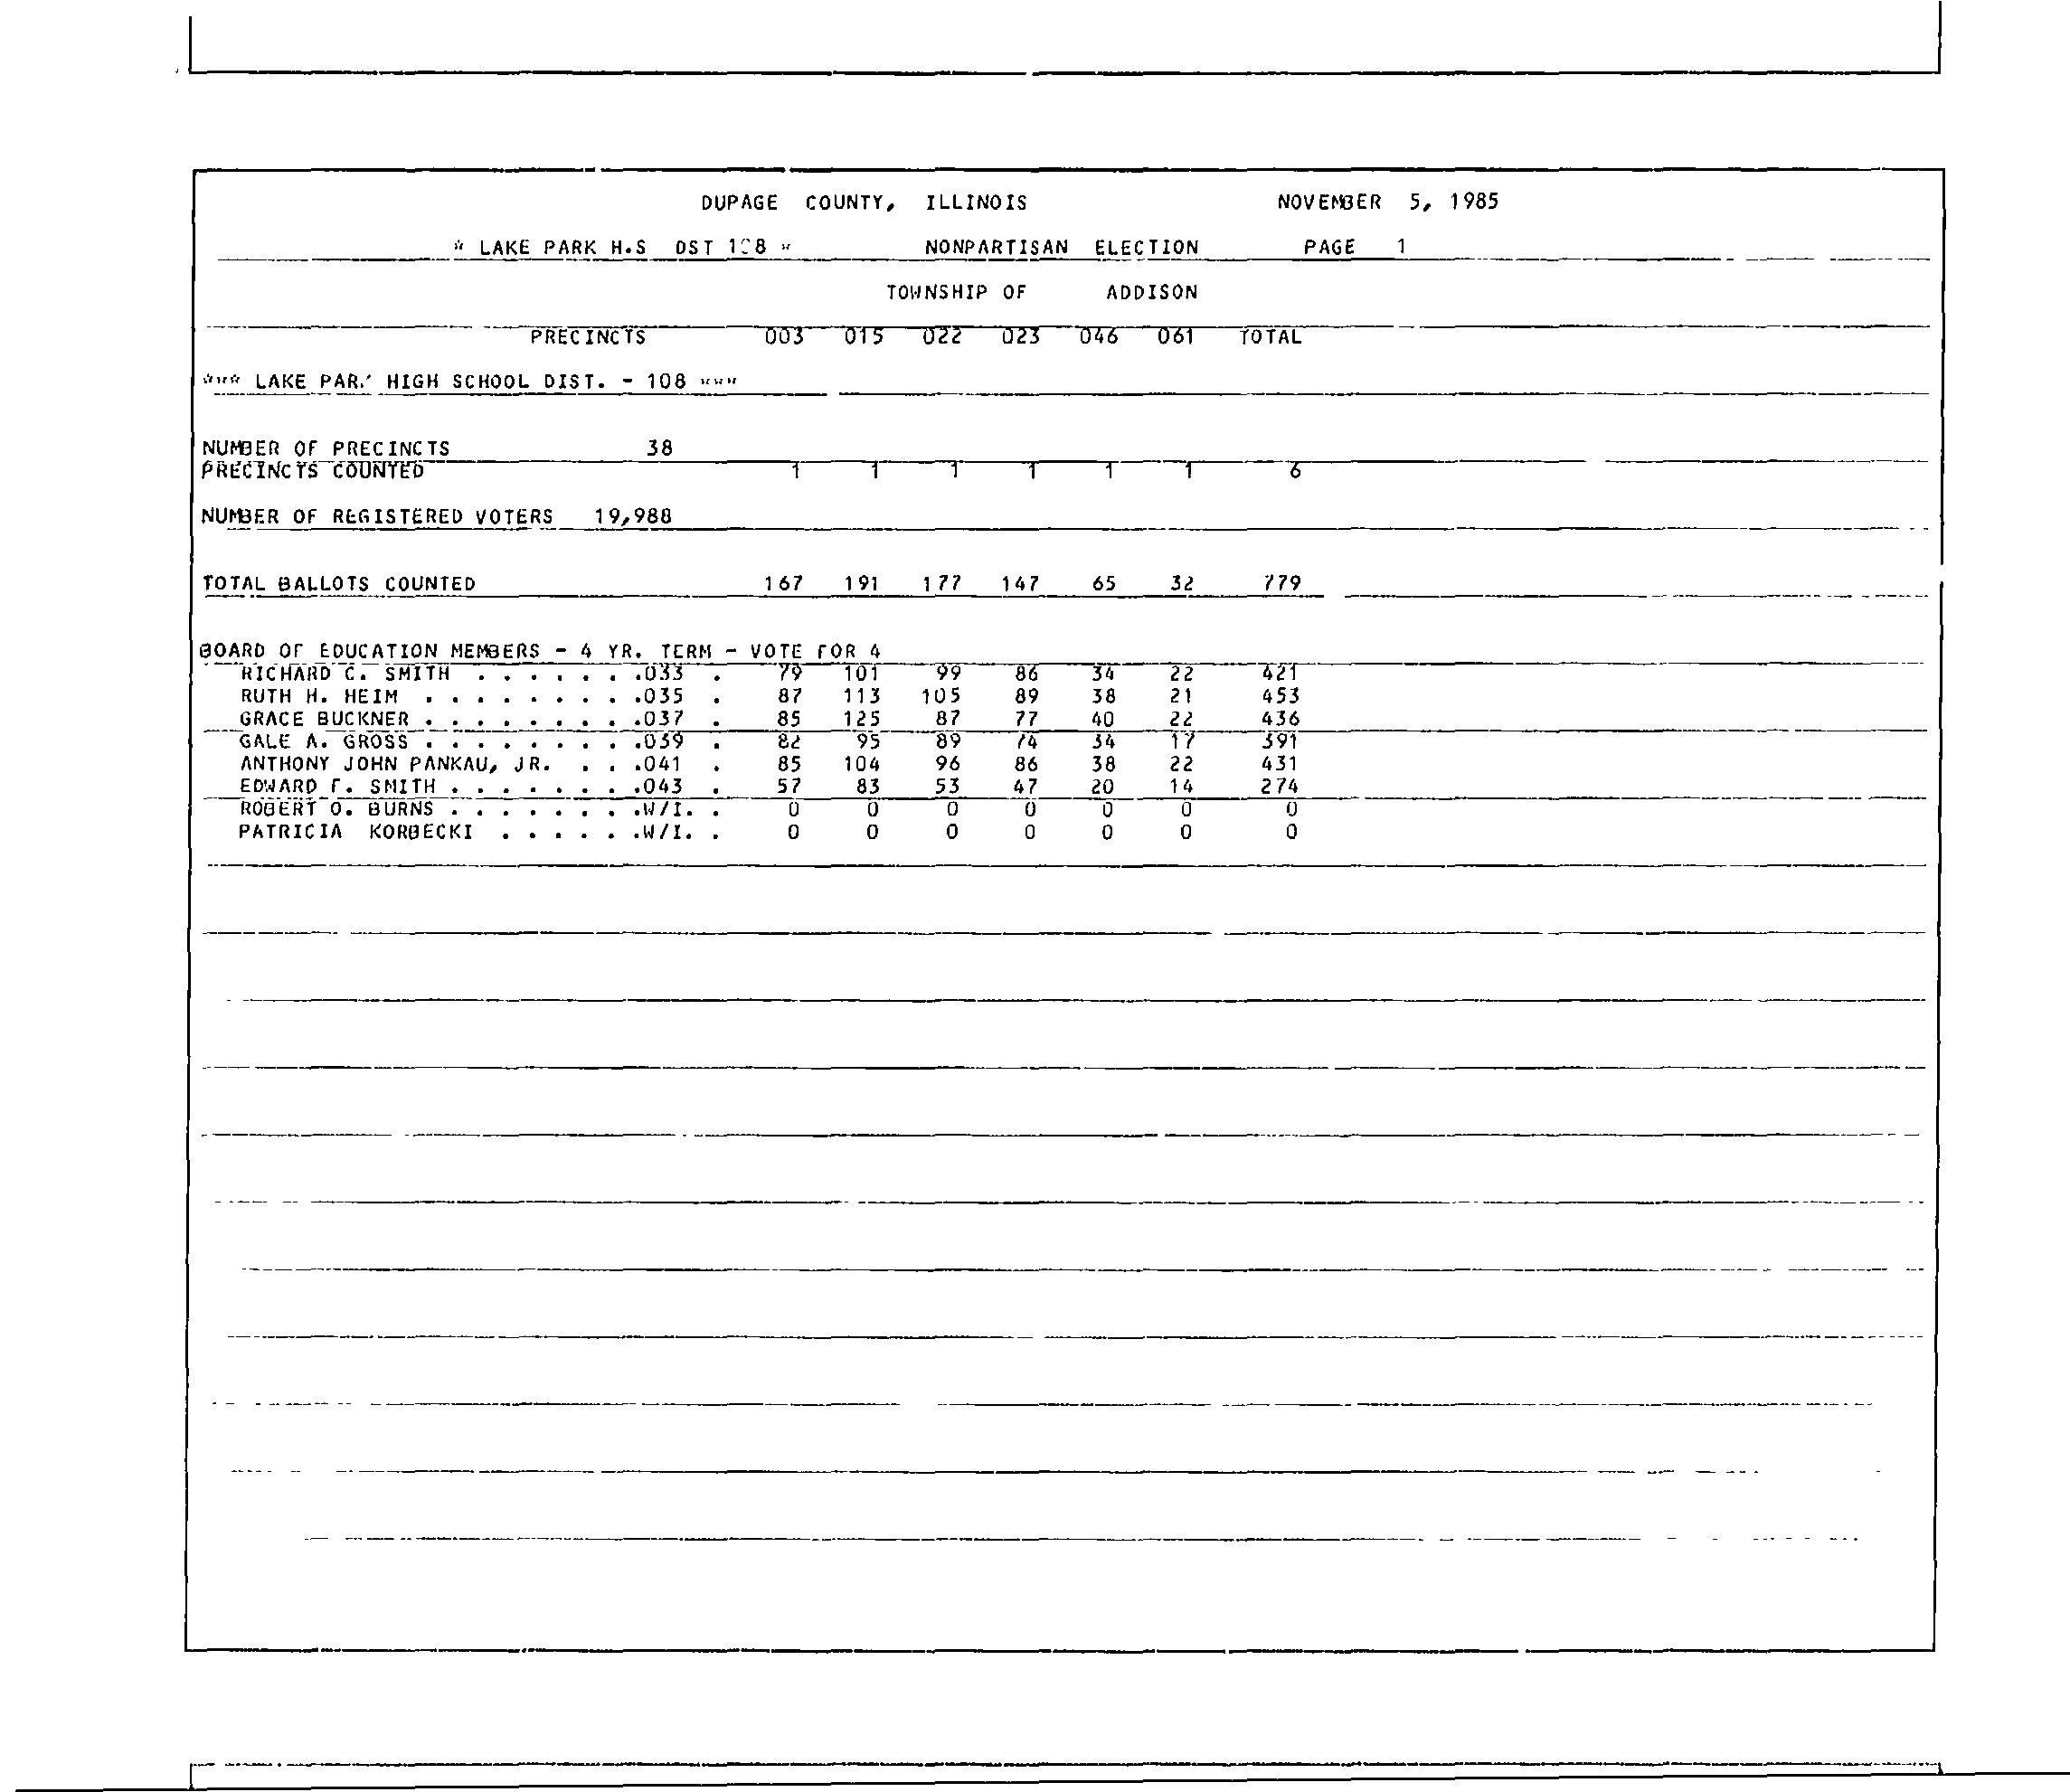 DUPAGE COUNTY, ILLINOIS NOVEMBER 5, 1985
* LAKE PARK H.S DST 108 * NONPARTISAN ELECTION PAGE 1
TOWNSHIP OF ADDISON
PRECINCTS 003 015 022 023 046 061 TOTAL
*** LAKE PARK HIGH SCHOOL DIST. - 108 ***
NUMBER OF PRECINCTS 38
PRECINCTS COUNTED 1 1 1 1 1 1 6
NUMBER OF REGISTERED VOTERS 19,988
TOTAL BALLOTS COUNTED 167 191 177 147 65 32 779
BOARD OF EDUCATION MEMBERS - 4 YR. TERM - VOTE FOR 4
RICHARD C. SMITH . . . . . . .033 . 79 101 99 86 34 22 421
RUTH H. HEIM . . . . . . . . .035 . 87 113 105 89 38 21 453
GRACE BUCKNER . . . . . . . . .037 . 85 125 87 77 40 22 436
GALE A. GROSS . . . . . . . . .039 . 82 95 89 74 34 17 391
ANTHONY JOHN PANKAU, JR. . . .041 . 85 104 96 86 38 22 431
EDWARD F. SMITH . . . . . . . .043 . 57 83 53 47 20 14 274
ROBERT O. BURNS . . . . . . . .W/I. . 0 0 0 0 0 0 0
PATRICIA KORBECKI . . . . . .W/I. . 0 0 0 0 0 0 0